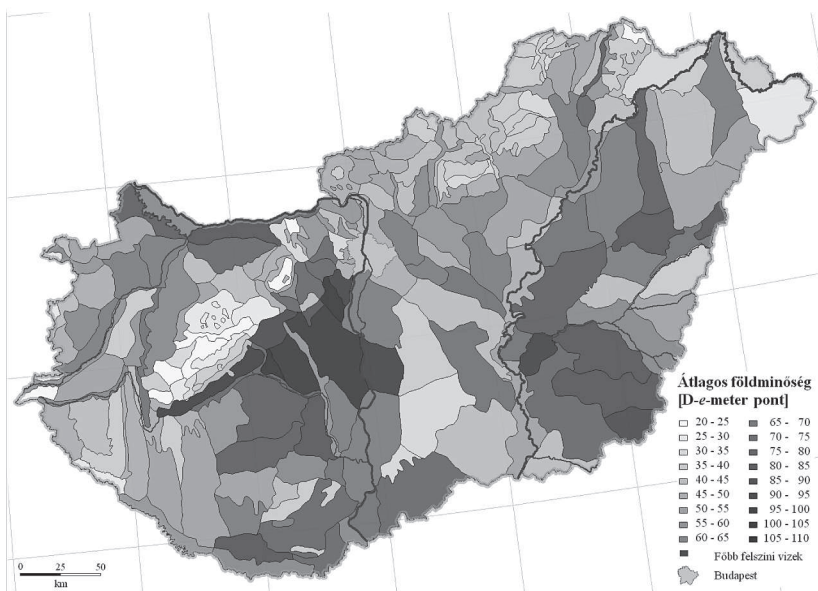 Átlagos földminőség
[D-e-meter pont]
20 - 25
25 - 30
30 - 35
35 - 40
40 - 45
45 - 50
50 - 55
55 - 60
60 - 65
65 - 70
70 - 75
75 - 80
80 - 85
85 - 90
90 - 95
95 - 100
100 - 105
105 - 110
Főbb felszíni vizek
Budapest
0 25 50
km